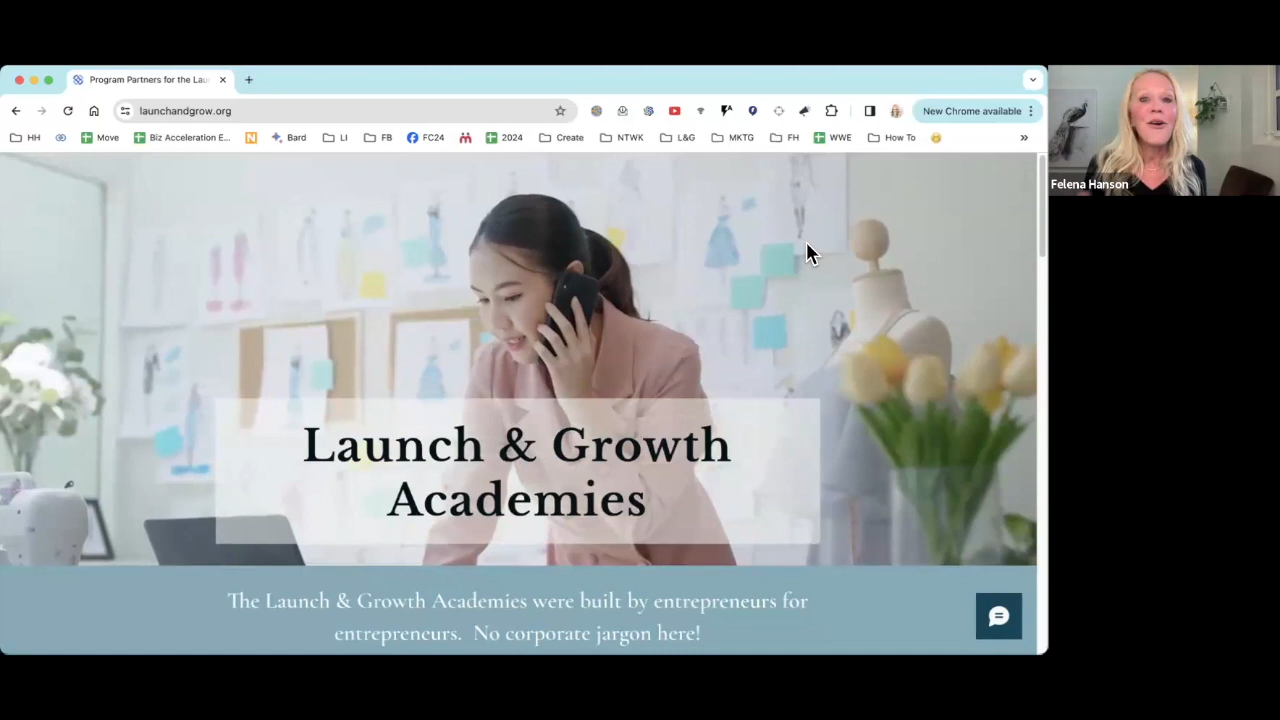 Program Partners for the Lau
launchandgrow.org
New Chrome available
HH
Move
Biz Acceleration E...
Bard
LI
FB
FC24
2024
Create
NTWK
L&G
MKTG
FH
WWE
How To
Felena Hanson
Launch & Growth
Academies
The Launch & Growth Academies were built by entrepreneurs for
entrepreneurs. No corporate jargon here!